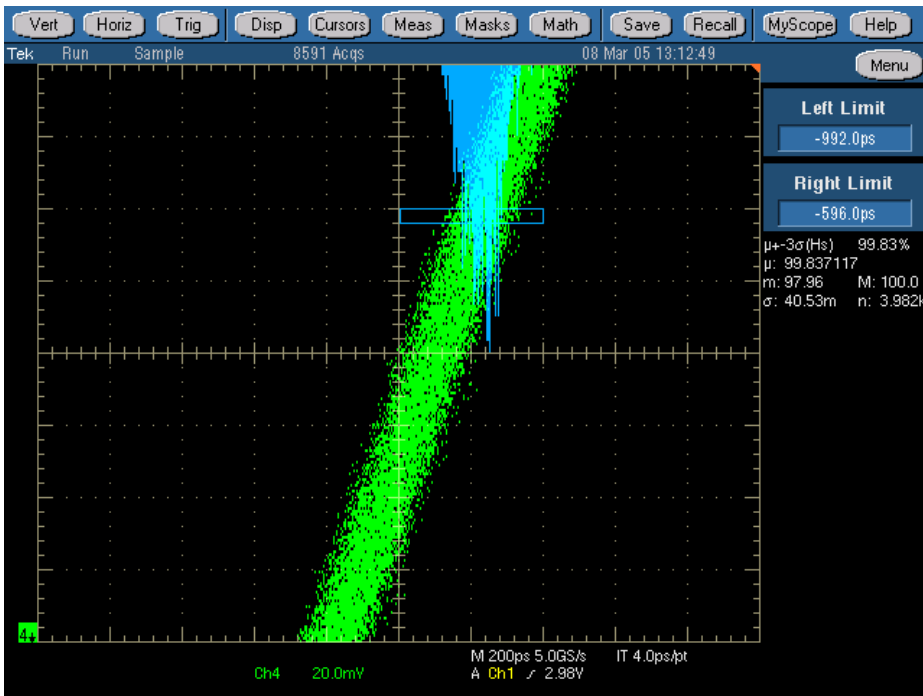 Vert Horiz Trig Disp Cursors Meas Masks Math Save Recall MyScope Help
Tek Run Sample 8591 Acqs 08 Mar 05 13:12:49
Menu
Left Limit
-992.0ps
Right Limit
-596.0ps
μ+-3σ(Hs) 99.83%
μ: 99.837117
m: 97.96 M: 100.0
σ: 40.53m n: 3.982k
4
M 200ps 5.0GS/s IT 4.0ps/pt
Ch4 20.0mV A Ch1 2.98V